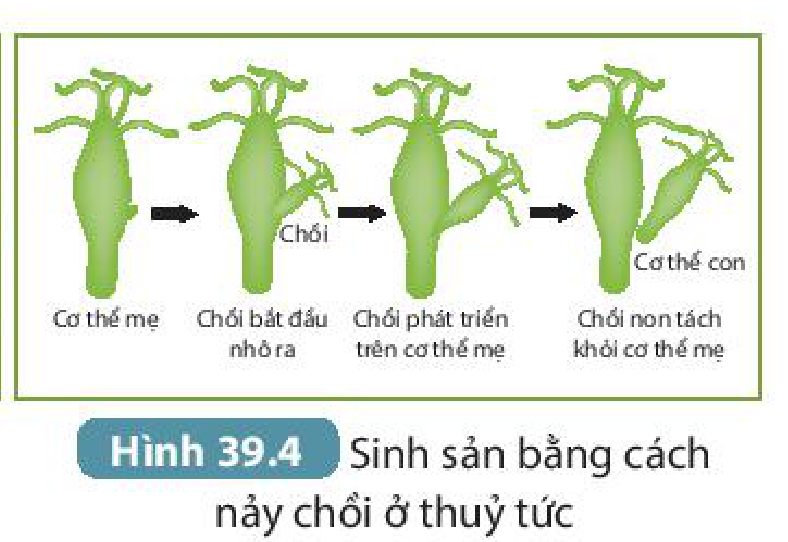 Chồi
Cơ thể con
Cơ thể mẹ
Chồi bắt đầu
nhô ra
Chồi phát triển
trên cơ thể mẹ
Chồi non tách
khỏi cơ thể mẹ
Hình 39.4 Sinh sản bằng cách
nảy chồi ở thuỷ tức